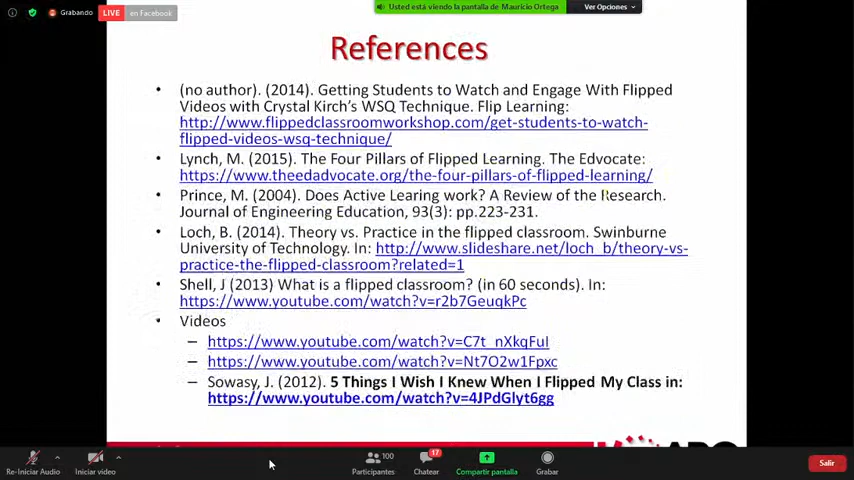 Grabando
LIVE
en Facebook
Usted está viendo la pantalla de Mauricio Ortega
Ver Opciones
References
• (no author). (2014). Getting Students to Watch and Engage With Flipped
Videos with Crystal Kirch's WSQ Technique. Flip Learning:
http://www.flippedclassroomworkshop.com/get-students-to-watch-
flipped-videos-wsq-technique/
• Lynch, M. (2015). The Four Pillars of Flipped Learning. The Edvocate:
https://www.theedadvocate.org/the-four-pillars-of-flipped-learning/
• Prince, M. (2004). Does Active Learing work? A Review of the Research.
Journal of Engineering Education, 93(3): pp.223-231.
• Loch, B. (2014). Theory vs. Practice in the flipped classroom. Swinburne
University of Technology. In: http://www.slideshare.net/loch_b/theory-vs-
practice-the-flipped-classroom?related=1
• Shell, J (2013) What is a flipped classroom? (in 60 seconds). In:
https://www.youtube.com/watch?v=r2b7GeuqkPc
• Videos
– https://www.youtube.com/watch?v=C7t_nXkqFuI
– https://www.youtube.com/watch?v=Nt7O2w1Fpxc
– Sowasy, J. (2012). 5 Things I Wish I Knew When I Flipped My Class in:
https://www.youtube.com/watch?v=4JPdGlyt6gg
Re-Iniciar Audio
Iniciar video
100
Participantes
17
Chatear
Compartir pantalla
Grabar
Salir